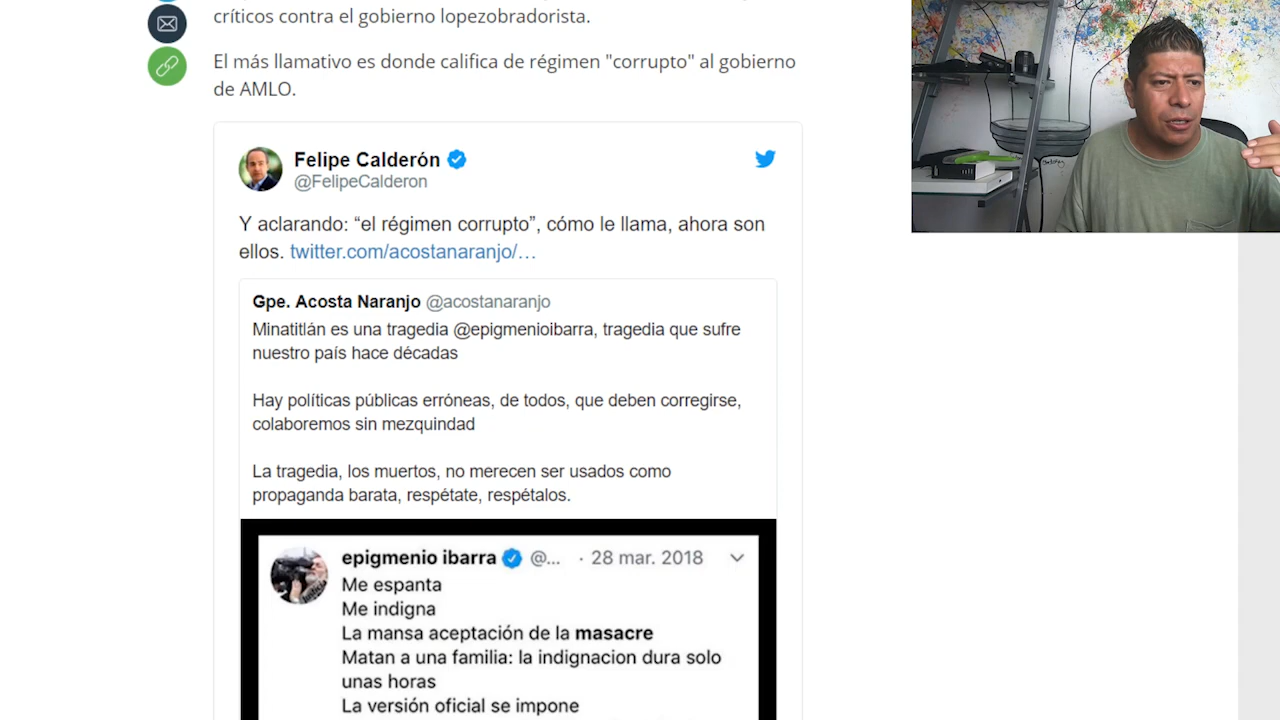 críticos contra el gobierno lopezobradorista.
El más llamativo es donde califica de régimen "corrupto" al gobierno
de AMLO.
Felipe Calderón
@FelipeCalderon
Y aclarando: “el régimen corrupto”, cómo le llama, ahora son
ellos. twitter.com/acostanaranjo/…
Gpe. Acosta Naranjo @acostanaranjo
Minatitlán es una tragedia @epigmenioibarra, tragedia que sufre
nuestro país hace décadas
Hay políticas públicas erróneas, de todos, que deben corregirse,
colaboremos sin mezquindad
La tragedia, los muertos, no merecen ser usados como
propaganda barata, respétate, respétalos.
epigmenio ibarra @... · 28 mar. 2018
Me espanta
Me indigna
La mansa aceptación de la masacre
Matan a una familia: la indignacion dura solo
unas horas
La versión oficial se impone